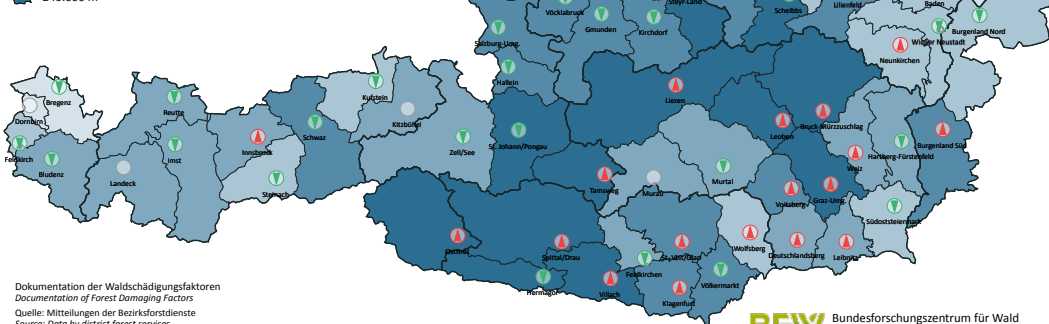 Steyr-Land
Vöcklabruck
Scheibbs
Lilienfeld
Baden
Gmunden
Kirchdorf
Burgenland Nord
Salzburg-Umg.
Wiener Neustadt
Neunkirchen
Hallein
Kufstein
Bregenz
Liezen
Reutte
Dornbirn
Kitzbühel
Bruck-Mürzzuschlag
Schwaz
Leoben
Innsbruck
St. Johann/Pongau
Zell/See
Hartberg-Fürstenfeld
Burgenland Süd
Feldkirch
Imst
Bludenz
Weiz
Landeck
Steinach
Tamsweg
Murau
Murtal
Voitsberg
Graz-Umg.
Südoststeiermark
Osttirol
Spittal/Drau
St. Veit/Glan
Wolfsberg
Deutschlandsberg
Leibnitz
Feldkirchen
Hermagor
Villach
Völkermarkt
Klagenfurt
Dokumentation der Waldschädigungsfaktoren
Documentation of Forest Damaging Factors
Quelle: Mitteilungen der Bezirksforstdienste
Source: Data by district forest services
BFW
Bundesforschungszentrum für Wald